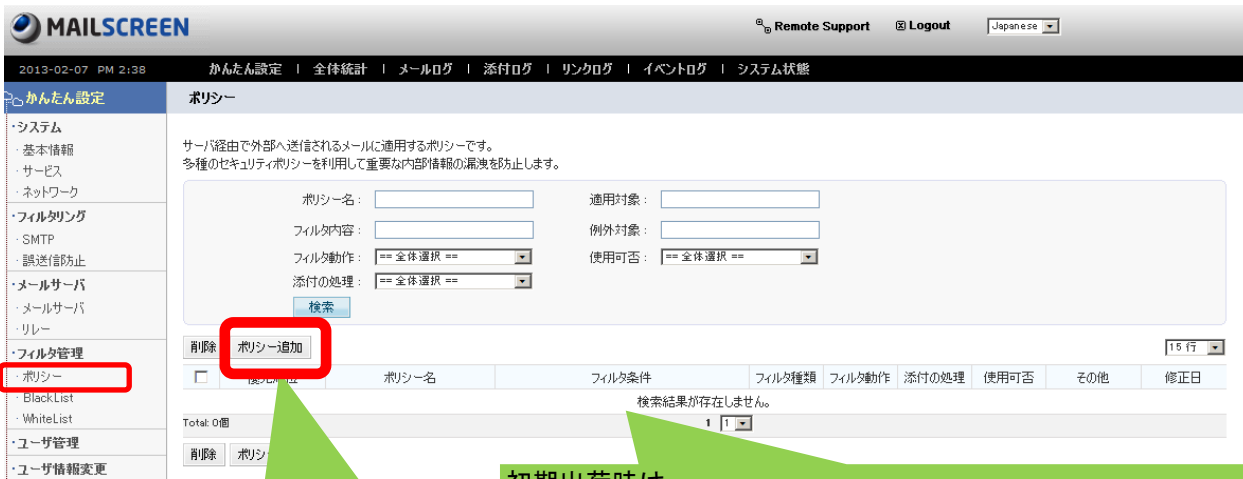 MAILSCREEN
Remote Support Logout Japanese
2013-02-07 PM 2:38 かんたん設定 | 全体統計 | メールログ | 添付ログ | リンクログ | イベントログ | システム状態
かんたん設定 ポリシー
・システム
・基本情報
・サービス
・ネットワーク
・フィルタリング
・SMTP
・誤送信防止
・メールサーバ
・メールサーバ
・リレー
・フィルタ管理
・ポリシー
・BlackList
・WhiteList
・ユーザ管理
・ユーザ情報変更
サーバ経由で外部へ送信されるメールに適用するポリシーです。
多種のセキュリティポリシーを利用して重要な内部情報の漏洩を防止します。
ポリシー名： 適用対象：
フィルタ内容： 例外対象：
フィルタ動作： == 全体選択 == 使用可否： == 全体選択 ==
添付の処理： == 全体選択 ==
検索
削除 ポリシー追加 15 行
ポリシー名 フィルタ条件 フィルタ種類 フィルタ動作 添付の処理 使用可否 その他 修正日
検索結果が存在しません。
Total: 0個 1 1
削除 ポリシ
初期出荷時は